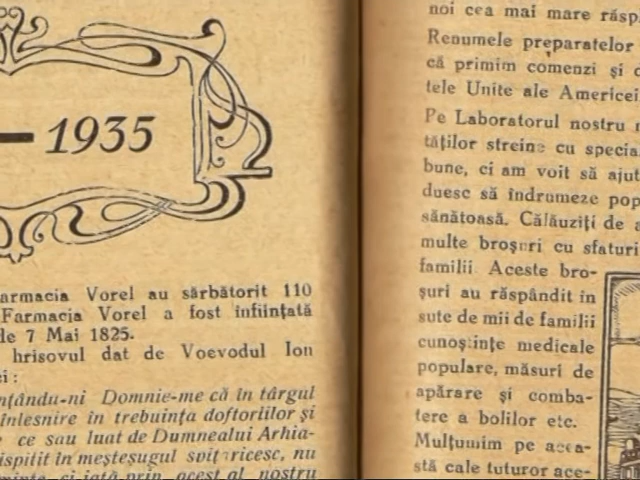 1935
armacia Vorel au sărbătorit 110
Farmacia Vorel a fost înființată
de 7 Mai 1825.
hrisovul dat de Voevodul Ion
ei :
nțându-ni Domnie-me că în târgul
înlesnire în trebuința doftoriilor și
ce sau luat de Dumnealui Arhia-
ispitit în meșteșugul spițeresc, nu
și iată prin acest al nostru
noi cea mai mare răsp
Renumele preparatelor
că primim comenzi și d
tele Unite ale Americei
Pe Laboratorul nostru n
tăților streine cu specia
bune, ci am voit să ajut
duesc să îndrumeze pop
sănătoasă. Călăuziți de a
multe broșuri cu sfaturi
familii. Aceste bro-
șuri au răspândit în
sute de mii de familii
cunoștințe medicale
populare, măsuri de
apărare și comba-
tere a bolilor etc.
Mulțumim pe acea-
stă cale tuturor ace-